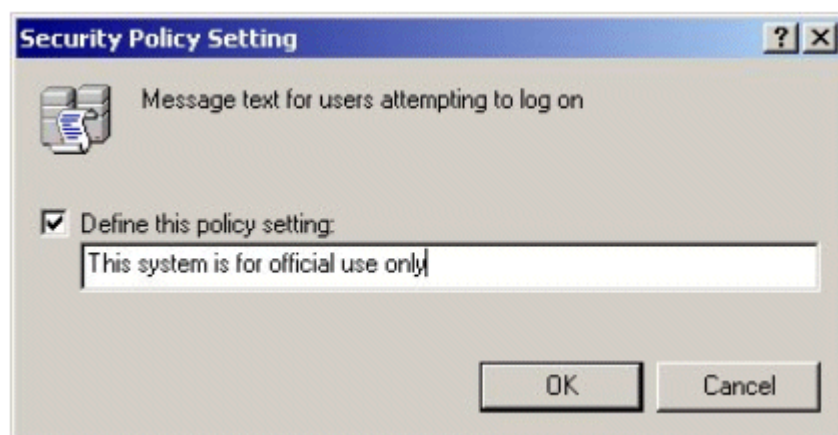 Security Policy Setting
Message text for users attempting to log on
Define this policy setting:
This system is for official use only
OK
Cancel